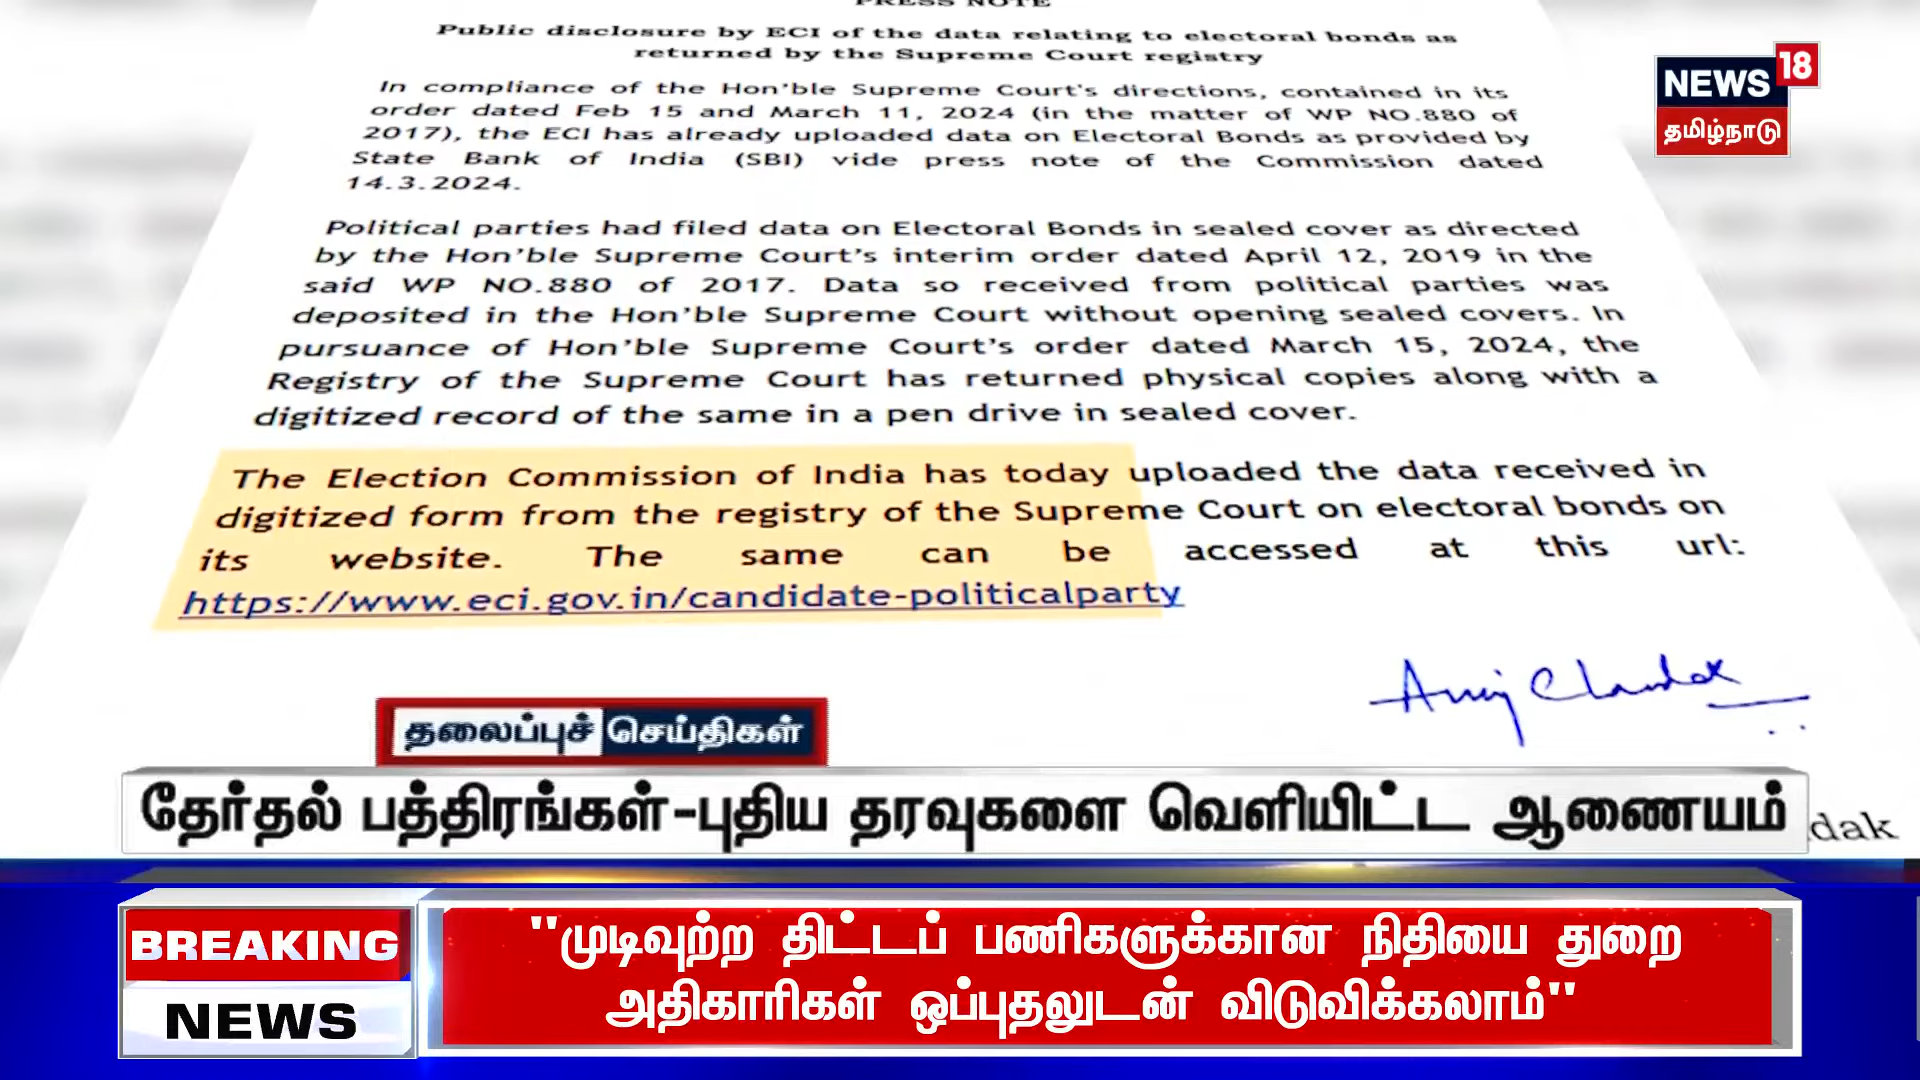 PRESS NOTE
Public disclosure by ECI of the data relating to electoral bonds as
returned by the Supreme Court registry
In compliance of the Hon'ble Supreme Court's directions, contained in its
order dated Feb 15 and March 11, 2024 (in the matter of WP NO.880 of
2017), the ECI has already uploaded data on Electoral Bonds as provided by
State Bank of India (SBI) vide press note of the Commission dated
14.3.2024.
Political parties had filed data on Electoral Bonds in sealed cover as directed
by the Hon'ble Supreme Court's interim order dated April 12, 2019 in the
said WP NO.880 of 2017. Data so received from political parties was
deposited in the Hon'ble Supreme Court without opening sealed covers. In
pursuance of Hon'ble Supreme Court's order dated March 15, 2024, the
Registry of the Supreme Court has returned physical copies along with a
digitized record of the same in a pen drive in sealed cover.
The Election Commission of India has today uploaded the data received in
digitized form from the registry of the Supreme Court on electoral bonds on
its website. The same can be accessed at this url:
https://www.eci.gov.in/candidate-politicalparty
NEWS 18
தமிழ்நாடு
தலைப்புச் செய்திகள்
தேர்தல் பத்திரங்கள்-புதிய தரவுகளை வெளியிட்ட ஆணையம்
dak
BREAKING
NEWS
"முடிவுற்ற திட்டப் பணிகளுக்கான நிதியை துறை
அதிகாரிகள் ஒப்புதலுடன் விடுவிக்கலாம்"